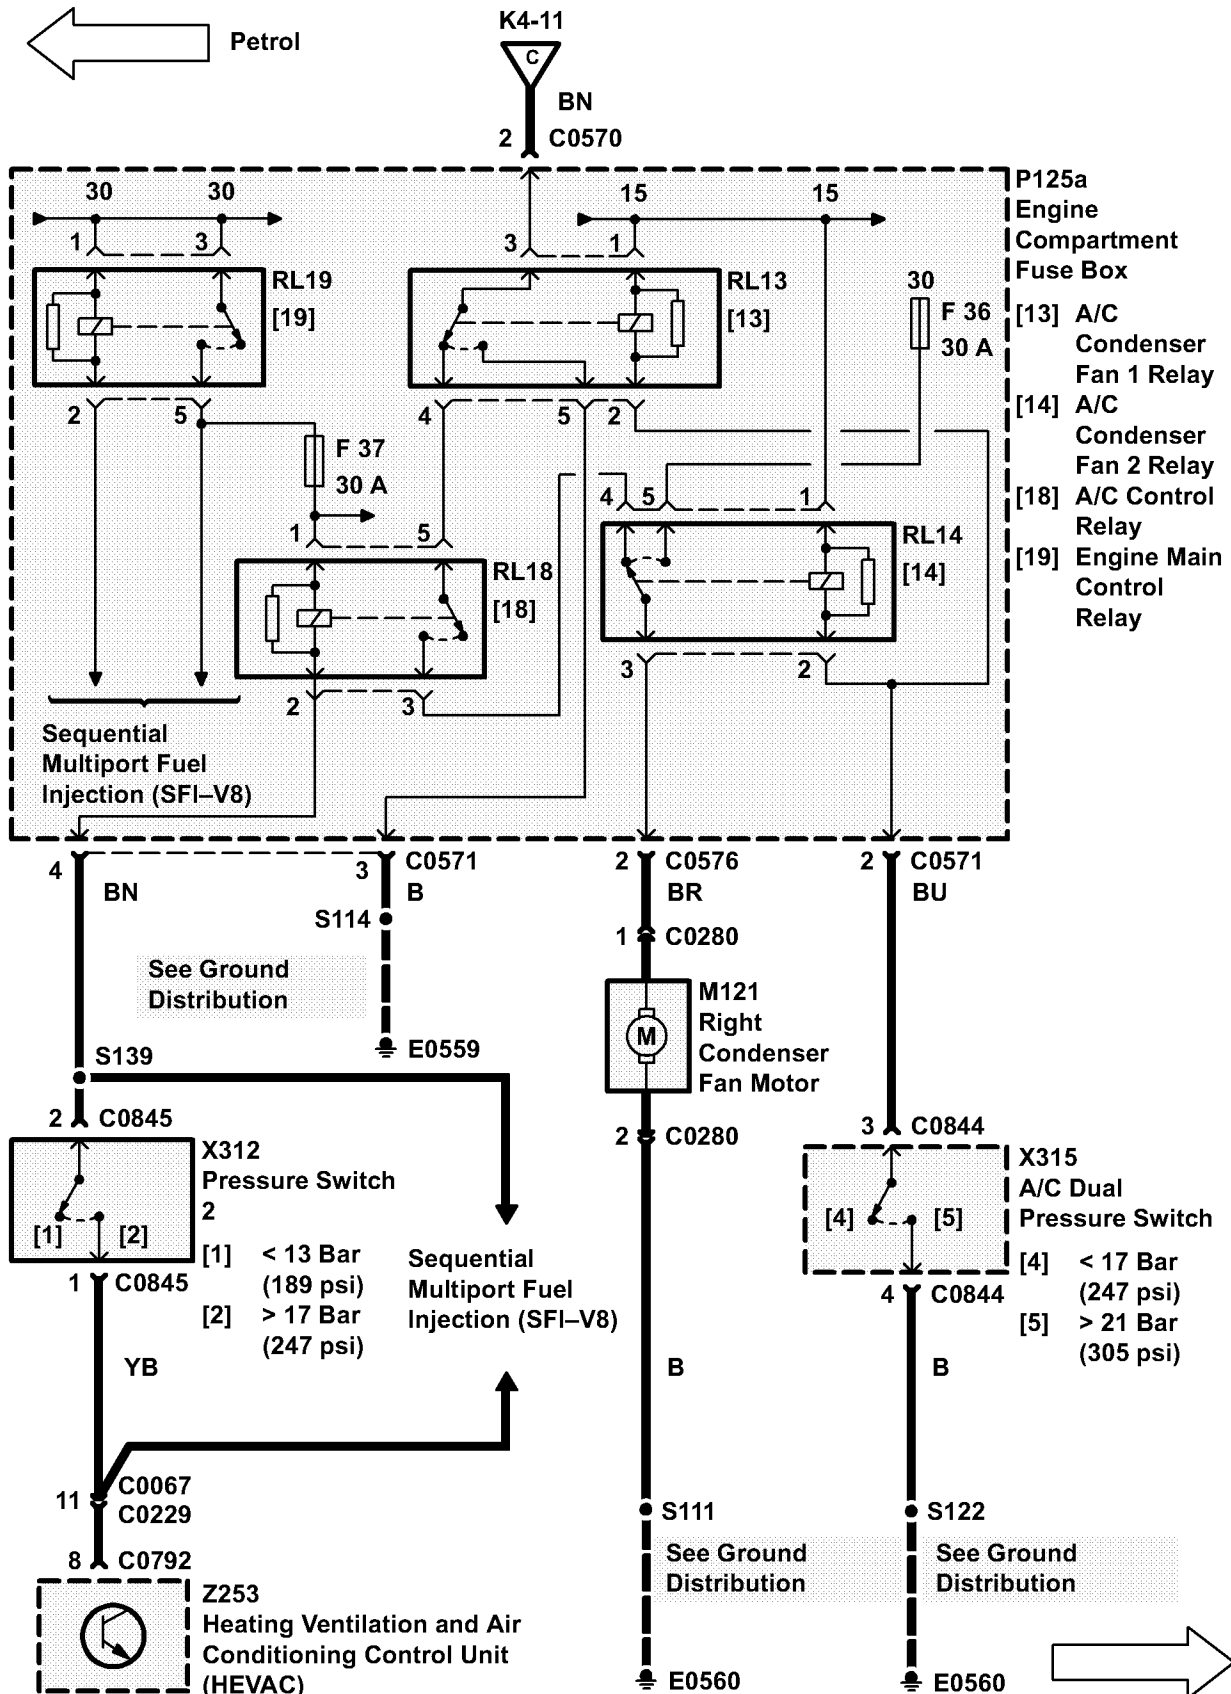 Petrol
K4-11
C
BN
2 C0570
P125a
Engine
Compartment
Fuse Box
[13] A/C
Condenser
Fan 1 Relay
[14] A/C
Condenser
Fan 2 Relay
[18] A/C Control
Relay
[19] Engine Main
Control
Relay
30 30 15 15
1 3 3 1
RL19
[19]
RL13
[13]
30
F 36
30 A
2 5 4 5 2
F 37
30 A
1 5 4 5 1
RL18
[18]
RL14
[14]
2 3 3 2
Sequential
Multiport Fuel
Injection (SFI–V8)
4 3 C0571 2 C0576 2 C0571
BN B BR BU
S114
1 C0280
See Ground
Distribution
M121
Right
Condenser
Fan Motor
M
E0559
S139
2 C0845
2 C0280
3 C0844
X312
Pressure Switch
2
[1] [2]
[1] < 13 Bar
(189 psi)
[2] > 17 Bar
(247 psi)
1 C0845
Sequential
Multiport Fuel
Injection (SFI–V8)
X315
A/C Dual
Pressure Switch
[4] [5]
[4] < 17 Bar
(247 psi)
[5] > 21 Bar
(305 psi)
4 C0844
YB B B
11 C0067
C0229
8 C0792
S111
S122
See Ground
Distribution
See Ground
Distribution
Z253
Heating Ventilation and Air
Conditioning Control Unit
(HEVAC)
E0560
E0560